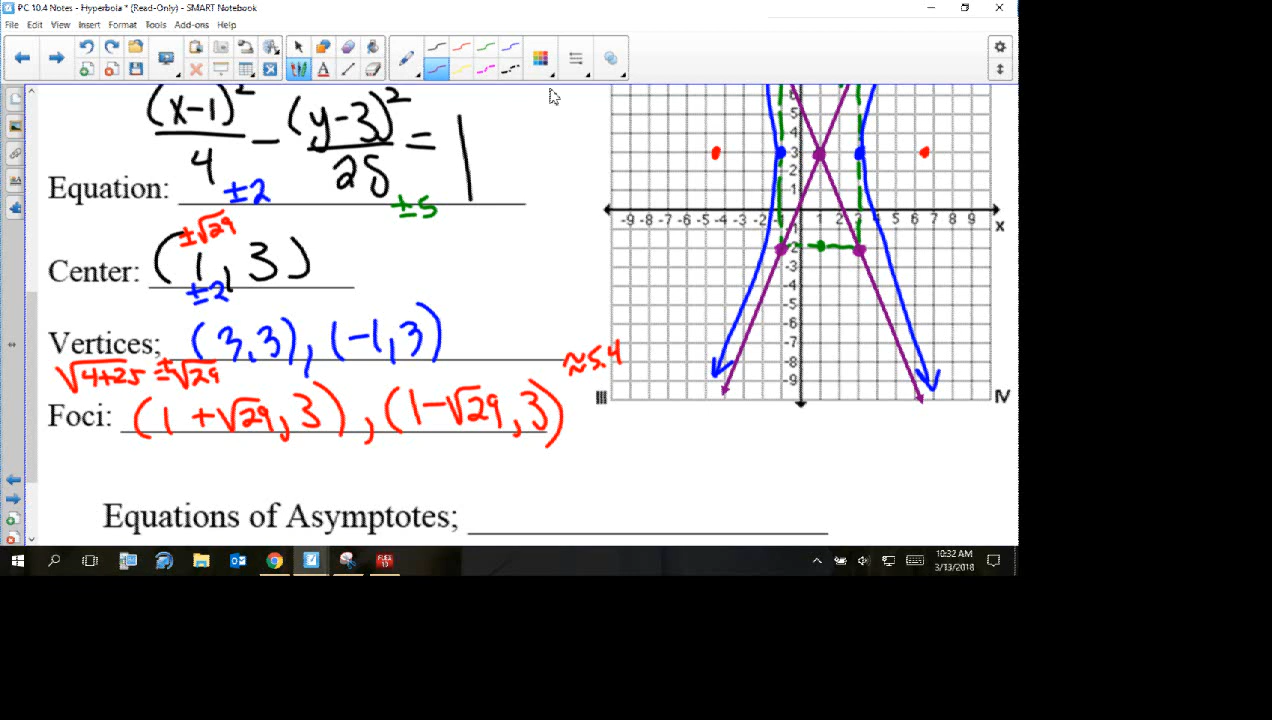 PC 10.4 Notes - Hyperbola * (Read-Only) - SMART Notebook
File Edit View Insert Format Tools Add-ons Help
(x-1)² / 4 - (y-3)² / 25 = 1
Equation: ±2 ±5
±√29
Center: (1, 3)
±2
Vertices; (3,3), (-1,3)
√4+25 = ±√29 ≈5.4
Foci: (1+√29, 3), (1-√29, 3)
Equations of Asymptotes;
6
5
4
3
2
1
-9 -8 -7 -6 -5 -4 -3 -2 1 2 3 4 5 6 7 8 9 x
-2
-3
-4
-5
-6
-7
-8
-9
III IV
10:32 AM
3/13/2018